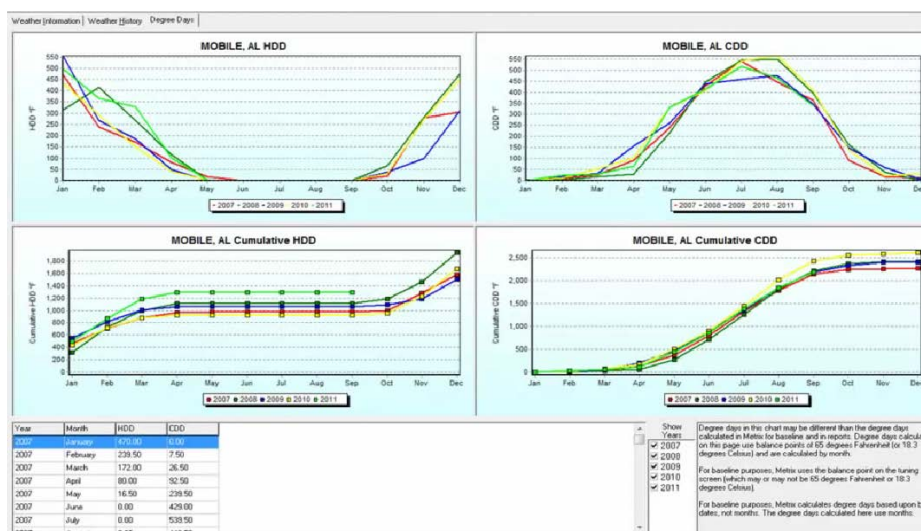 Weather Information Weather History Degree Days
MOBILE, AL HDD
HDD °F
550
500
450
400
350
300
250
200
150
100
50
0
Jan Feb Mar Apr May Jun Jul Aug Sep Oct Nov Dec
2007 2008 2009 2010 2011
MOBILE, AL CDD
CDD °F
550
500
450
400
350
300
250
200
150
100
50
0
Jan Feb Mar Apr May Jun Jul Aug Sep Oct Nov Dec
2007 2008 2009 2010 2011
MOBILE, AL Cumulative HDD
Cumulative HDD °F
1,800
1,600
1,400
1,200
1,000
800
600
400
200
0
Jan Feb Mar Apr May Jun Jul Aug Sep Oct Nov Dec
2007 2008 2009 2010 2011
MOBILE, AL Cumulative CDD
Cumulative CDD °F
2,500
2,000
1,500
1,000
500
0
Jan Feb Mar Apr May Jun Jul Aug Sep Oct Nov Dec
2007 2008 2009 2010 2011
Year Month HDD CDD
2007 January 470.00 0.00
2007 February 239.50 7.50
2007 March 172.00 26.50
2007 April 80.00 92.50
2007 May 16.50 239.50
2007 June 0.00 429.00
2007 July 0.00 539.50
Show
Years
2007
2008
2009
2010
2011
Degree days in this chart may be different than the degree days
calculated in Metrix for baseline and in reports. Degree days calcula
on this page use balance points of 65 degrees Fahrenheit (or 18.3
degrees Celsius) and are calculated by month.
For baseline purposes, Metrix uses the balance point on the tuning
screen (which may or may not be 65 degrees Fahrenheit or 18.3
degrees Celsius).
For baseline purposes, Metrix calculates degree days based upon
dates, not months. The degree days calculated here use months.